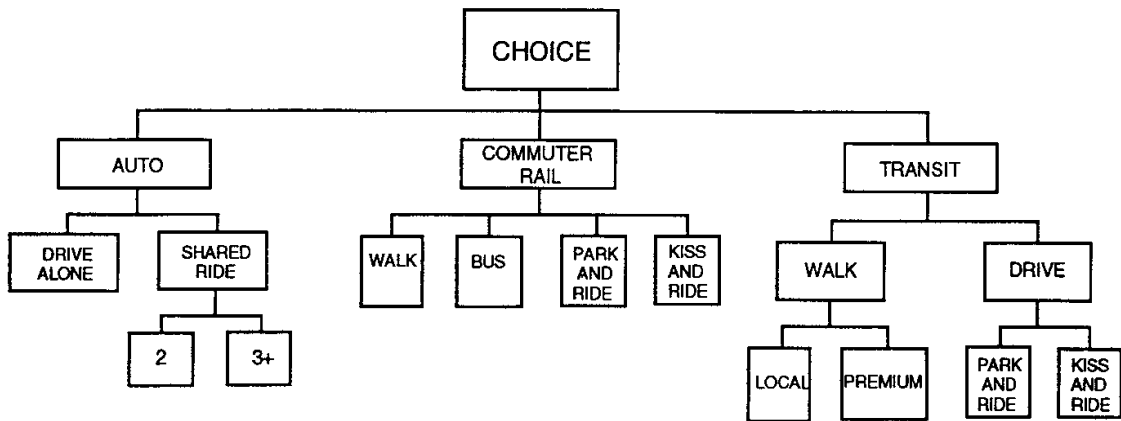 CHOICE
AUTO
COMMUTER
RAIL
TRANSIT
DRIVE
ALONE
SHARED
RIDE
WALK
BUS
PARK
AND
RIDE
KISS
AND RIDE
WALK
DRIVE
2
3+
LOCAL
PREMIUM
PARK
AND
RIDE
KISS
AND
RIDE